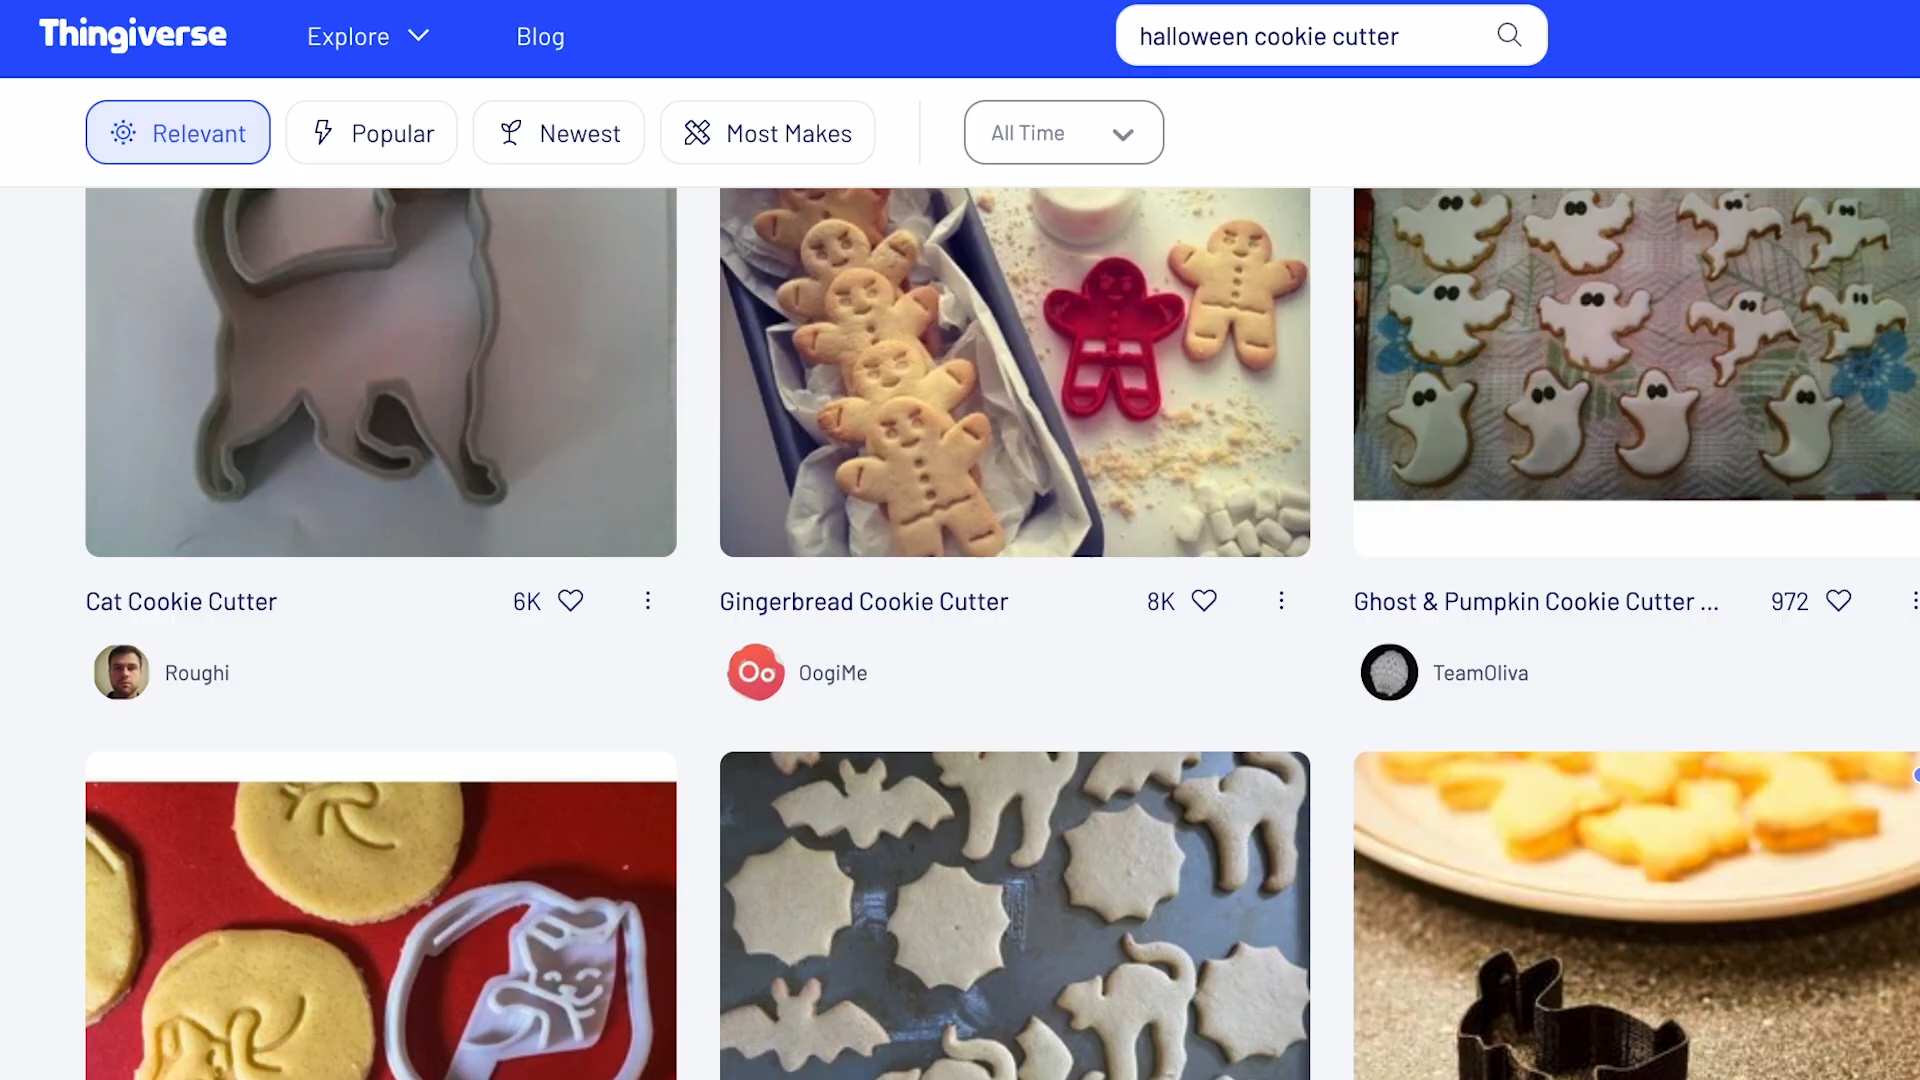 Thingiverse Explore Blog halloween cookie cutter
Relevant Popular Newest Most Makes All Time
Cat Cookie Cutter 6K
Gingerbread Cookie Cutter 8K
Ghost & Pumpkin Cookie Cutter ... 972
Roughi
Oo OogiMe
TeamOliva